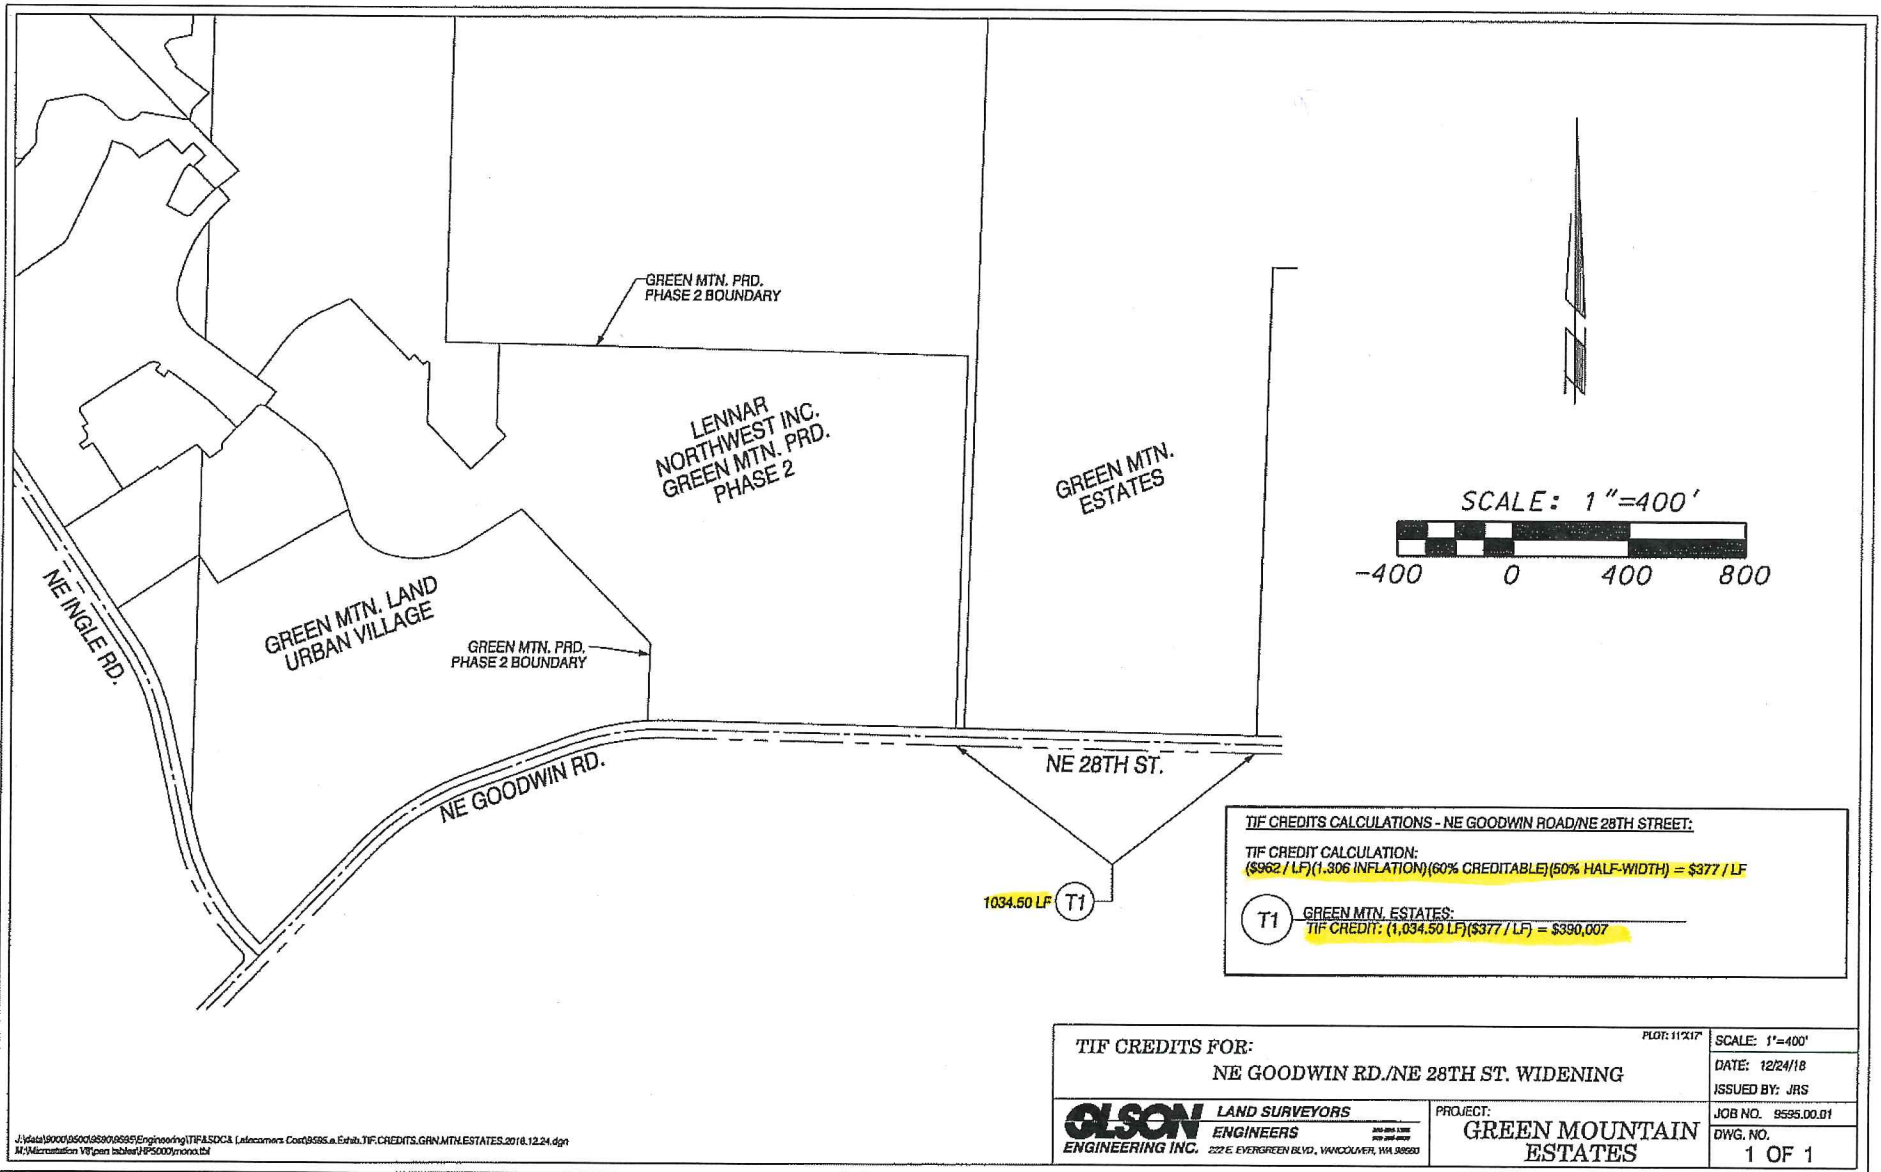 GREEN MTN. PRD.
PHASE 2 BOUNDARY
LENNAR
NORTHWEST INC.
GREEN MTN. PRD.
PHASE 2
GREEN MTN.
ESTATES
SCALE: 1"=400'
-400 0 400 800
NE INGLE RD.
GREEN MTN. LAND
URBAN VILLAGE
GREEN MTN. PRD.
PHASE 2 BOUNDARY
NE GOODWIN RD.
NE 28TH ST.
1034.50 LF T1
TIF CREDITS CALCULATIONS - NE GOODWIN ROAD/NE 28TH STREET:
TIF CREDIT CALCULATION:
($962 / LF)(1.306 INFLATION)(60% CREDITABLE)(50% HALF-WIDTH) = $377 / LF
T1
GREEN MTN. ESTATES:
TIF CREDIT: (1,034.50 LF)($377 / LF) = $390,007
PLOT: 11"X17"
TIF CREDITS FOR:
NE GOODWIN RD./NE 28TH ST. WIDENING
SCALE: 1"=400'
DATE: 12/24/18
ISSUED BY: JRS
JOB NO. 9595.00.01
DWG. NO.
1 OF 1
OLSON
ENGINEERING INC.
LAND SURVEYORS
ENGINEERS
222 E. EVERGREEN BLVD., VANCOUVER, WA 98660
PROJECT:
GREEN MOUNTAIN
ESTATES